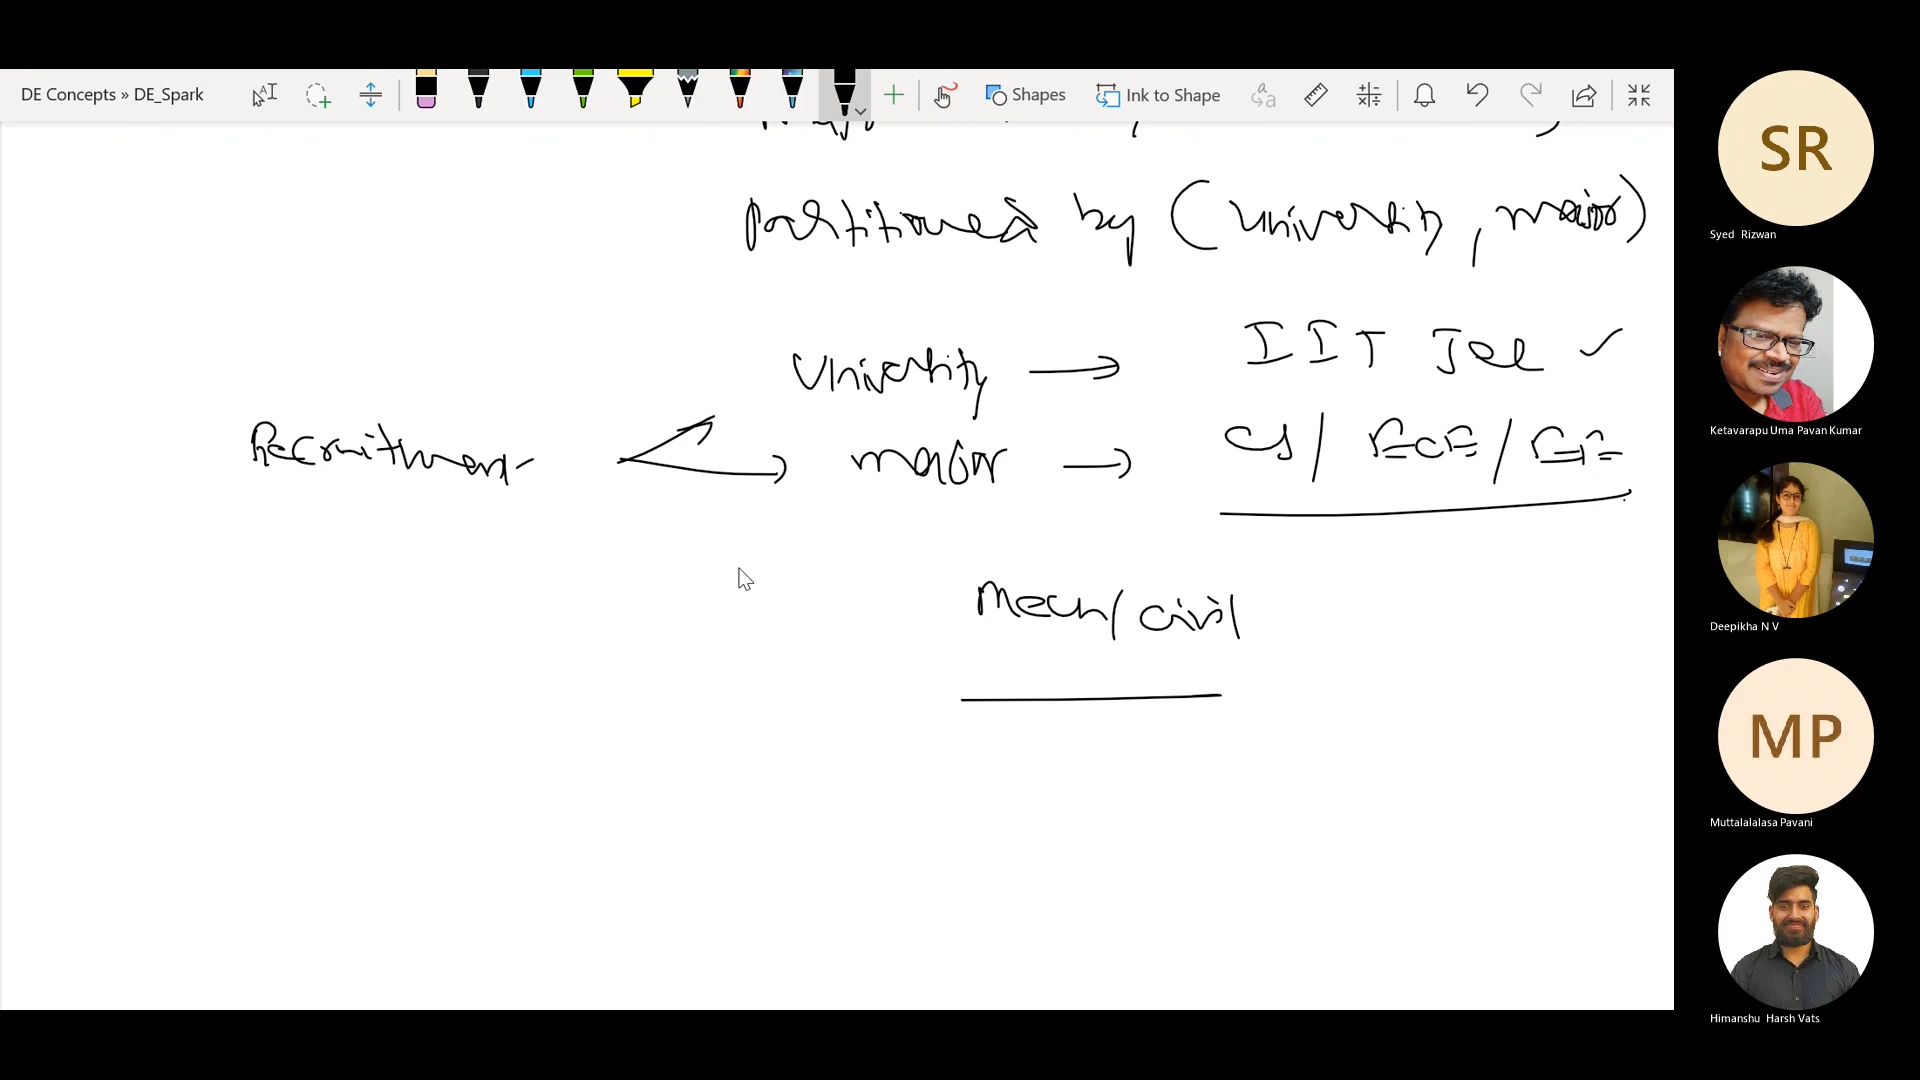 DE Concepts » DE_Spark
Shapes
Ink to Shape
partitioned by (University, major)
University → IIT Jee ✓
Recruitment
major → CS / ECE / EEE
Mech/ Civil
SR
Syed Rizwan
Ketavarapu Uma Pavan Kumar
Deepikha N V
MP
Muttalalalasa Pavani
Himanshu Harsh Vats